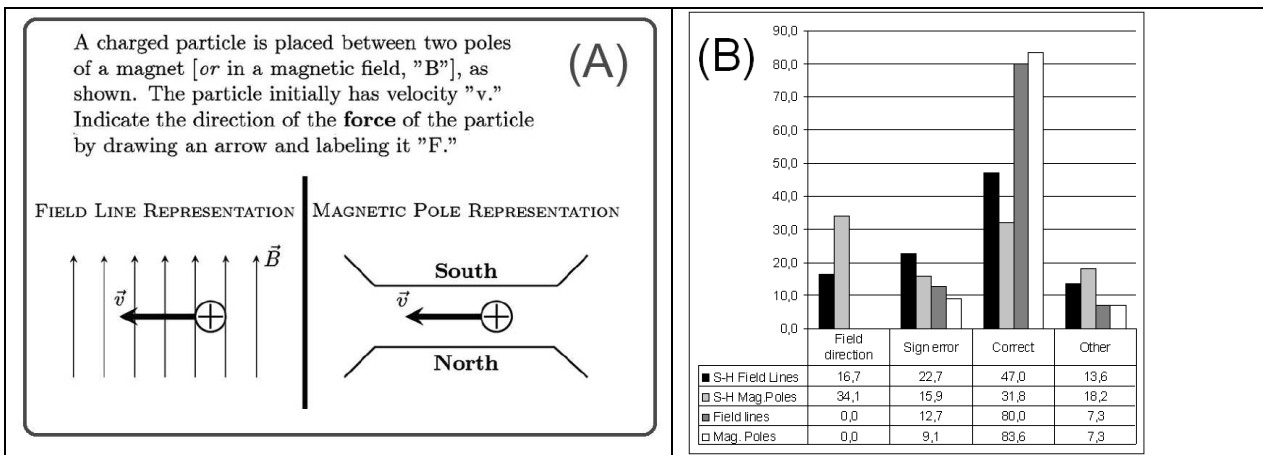 A charged particle is placed between two poles
of a magnet [or in a magnetic field, "B"], as
shown. The particle initially has velocity "v."
Indicate the direction of the force of the particle
by drawing an arrow and labeling it "F."
(A)
FIELD LINE REPRESENTATION
MAGNETIC POLE REPRESENTATION
B⃗
v⃗
South
v⃗
North
(B)
90,0
80,0
70,0
60,0
50,0
40,0
30,0
20,0
10,0
0,0
Field direction Sign error Correct Other
S-H Field Lines 16,7 22,7 47,0 13,6
S-H Mag.Poles 34,1 15,9 31,8 18,2
Field lines 0,0 12,7 80,0 7,3
Mag. Poles 0,0 9,1 83,6 7,3